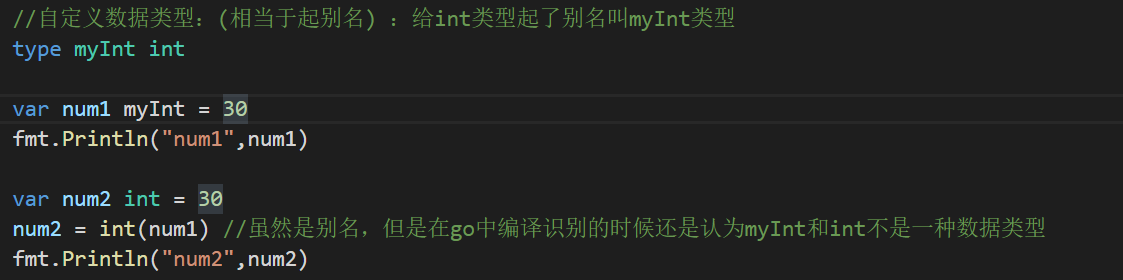 //自定义数据类型:(相当于起别名) : 给int类型起了别名叫myInt类型
type myInt int
var num1 myInt = 30
fmt.Println("num1",num1)
var num2 int = 30
num2 = int(num1) //虽然是别名，但是在go中编译识别的时候还是认为myInt和int不是一种数据类型
fmt.Println("num2",num2)